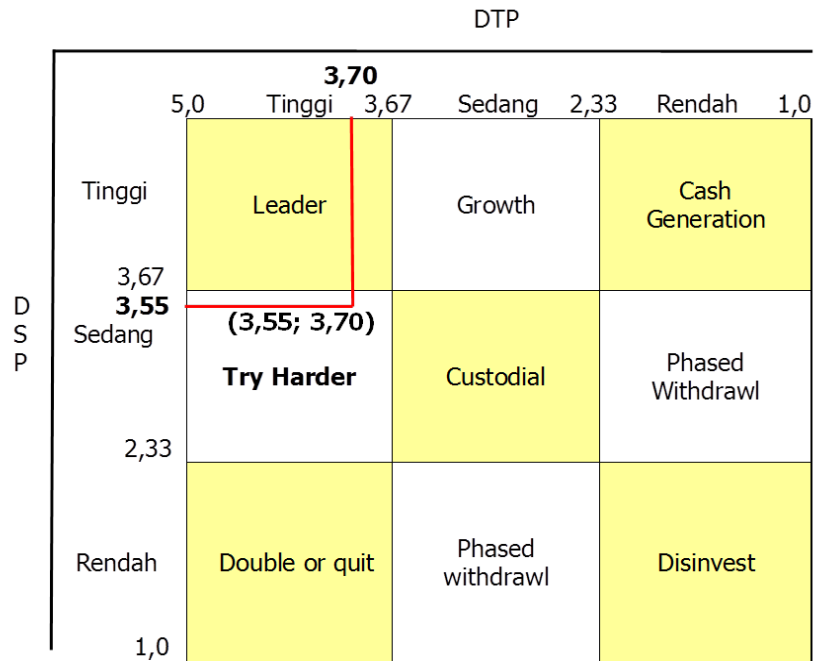 DTP
3,70
5,0 Tinggi 3,67 Sedang 2,33 Rendah 1,0
Tinggi
Leader
Growth
Cash
Generation
3,67
D
S
P
3,55
Sedang
(3,55; 3,70)
Try Harder
Custodial
Phased
Withdrawl
2,33
Rendah
Double or quit
Phased
withdrawl
Disinvest
1,0